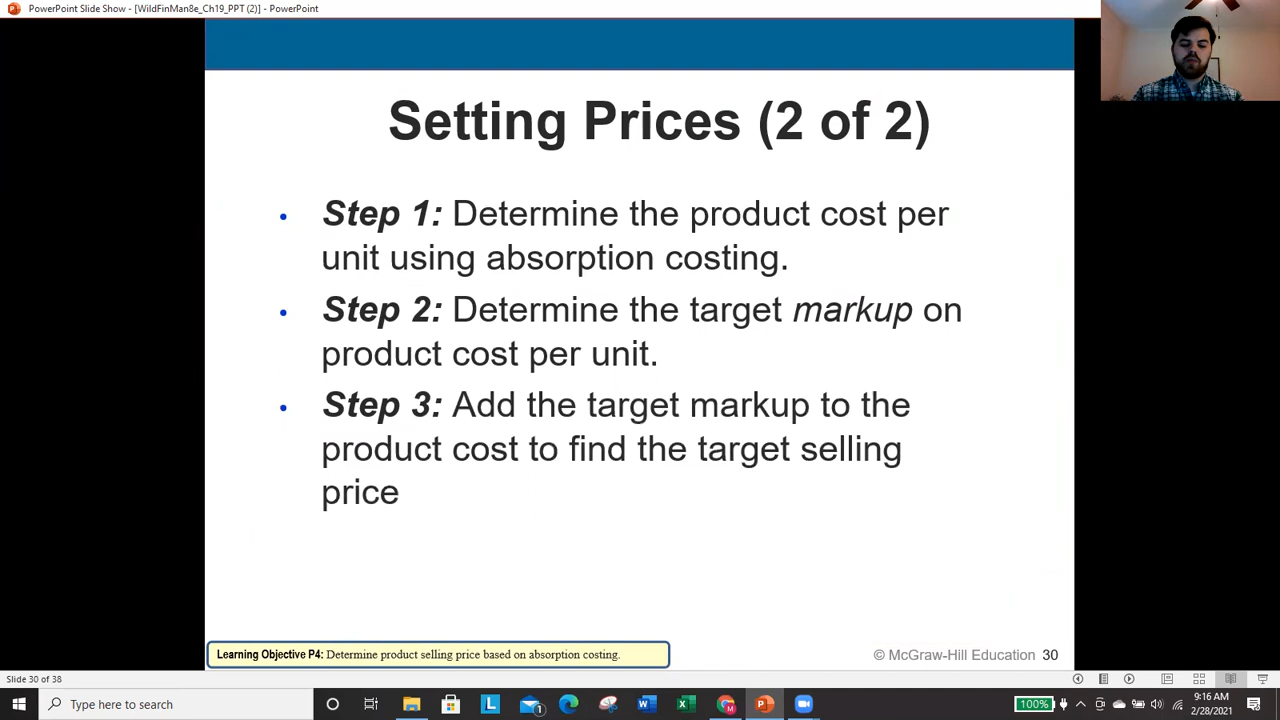 PowerPoint Slide Show - [WildFinMan8e_Ch19_PPT (2)] - PowerPoint
Setting Prices (2 of 2)
• Step 1: Determine the product cost per
unit using absorption costing.
• Step 2: Determine the target markup on
product cost per unit.
• Step 3: Add the target markup to the
product cost to find the target selling
price
Learning Objective P4: Determine product selling price based on absorption costing.
© McGraw-Hill Education 30
Slide 30 of 38
Type here to search
100%
9:16 AM
2/28/2021